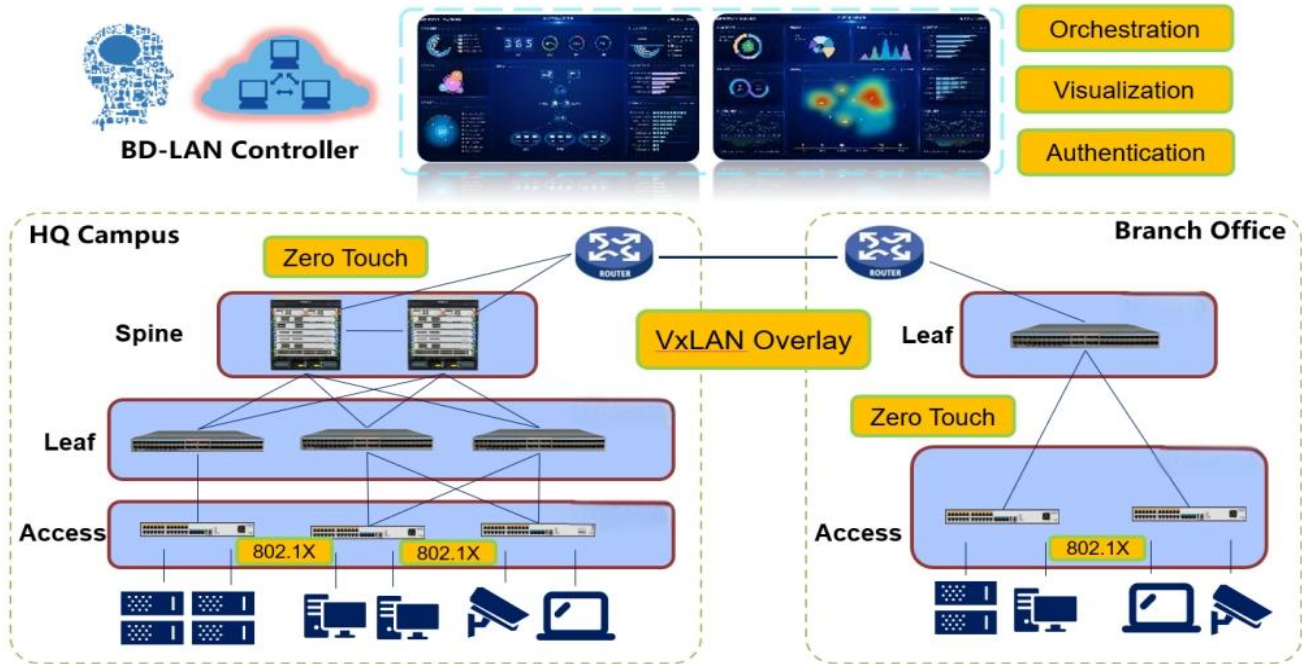 Orchestration
Visualization
Authentication
BD-LAN Controller
365
HQ Campus
Zero Touch
ROUTER
ROUTER
Branch Office
Spine
VxLAN Overlay
Leaf
Leaf
Zero Touch
Access
802.1X
802.1X
Access
802.1X